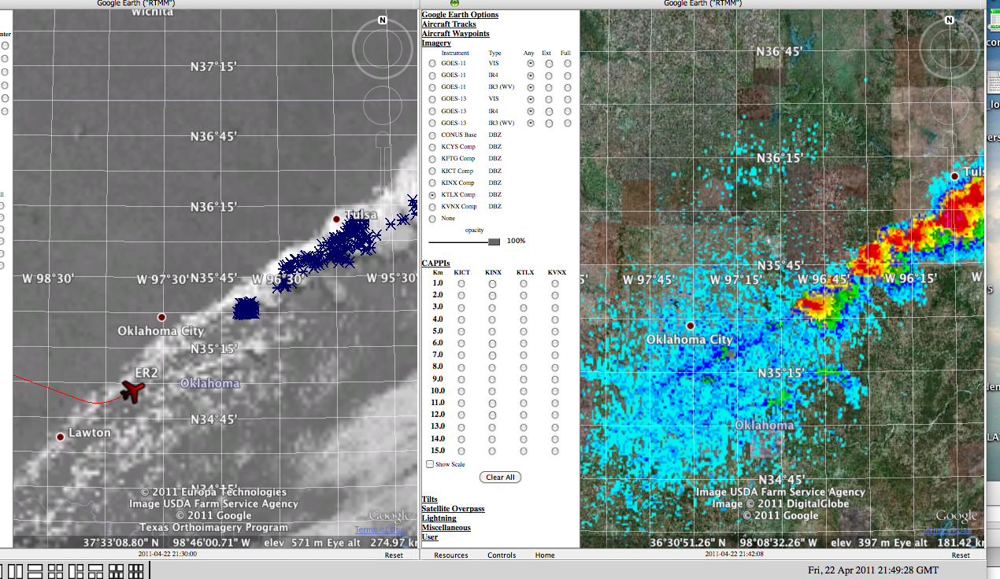 Google Earth ("RTMM")
Google Earth ("RTMM")
Wichita
N
N37°15'
N36°45'
N36°15'
Tulsa
W 98°30'
W 97°30'
N35°45'
W 96°30'
W 95°30'
Oklahoma City
N35°15'
ER2
Oklahoma
N34°45'
Lawton
N34°15'
© 2011 Europa Technologies
Image USDA Farm Service Agency
© 2011 Google
Texas Orthoimagery Program
Google
Terms of Use
37°33'08.80" N 98°46'00.71" W elev 571 m Eye alt 274.97 km
2011-04-22 21:30:00
Reset
Google Earth Options
Aircraft Tracks
Aircraft Waypoints
Imagery
Instrument Type Any Ext Full
GOES-11 VIS
GOES-11 IR4
GOES-11 IR3 (WV)
GOES-13 VIS
GOES-13 IR4
GOES-13 IR3 (WV)
CONUS Base DBZ
KCYS Comp DBZ
KFTG Comp DBZ
KICT Comp DBZ
KINX Comp DBZ
KTLX Comp DBZ
KVNX Comp DBZ
None
opacity
100%
CAPPIs
Km KICT KINX KTLX KVNX
1.0
2.0
3.0
4.0
5.0
6.0
7.0
8.0
9.0
10.0
11.0
12.0
13.0
14.0
15.0
Show Scale
Clear All
Tilts
Satellite Overpass
Lightning
Miscellaneous
User
Resources Controls Home
N
N36°45'
N36°15'
Tuls
N35°45'
W 97°45'
W 97°15'
W 96°45'
W 96°15'
W
Oklahoma City
N35°15'
Oklahoma
N34°45'
Image USDA Farm Service Agency
Image © 2011 DigitalGlobe
© 2011 Google
Google
Terms of Use
36°30'51.26" N 98°08'32.26" W elev 397 m Eye alt 181.42 km
2011-04-22 21:42:08
Reset
Fri, 22 Apr 2011 21:49:28 GMT
XLSX